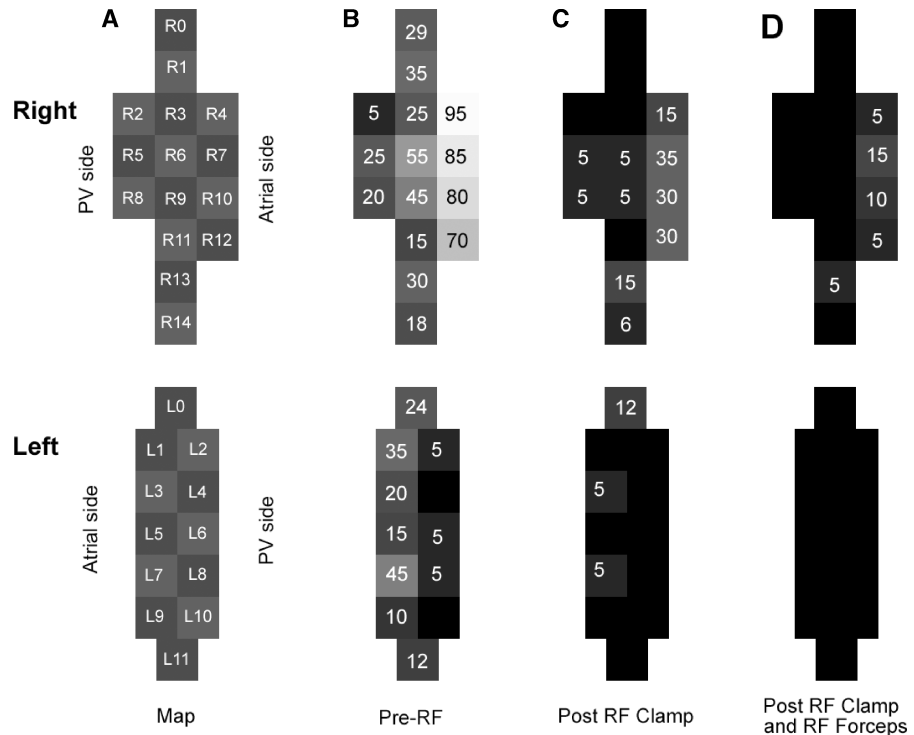 A B C D
R0 29
R1 35
Right
R2 R3 R4 5 25 95 15 5
R5 R6 R7 25 55 85 5 5 35 15
R8 R9 R10 20 45 80 5 5 30 10
PV side
Atrial side
R11 R12 15 70 30 5
R13 30 15 5
R14 18 6
L0 24 12
Left
L1 L2 35 5
L3 L4 20 5
L5 L6 15 5
L7 L8 45 5 5
L9 L10 10
L11 12
Atrial side
PV side
Map
Pre-RF
Post RF Clamp
Post RF Clamp
and RF Forceps